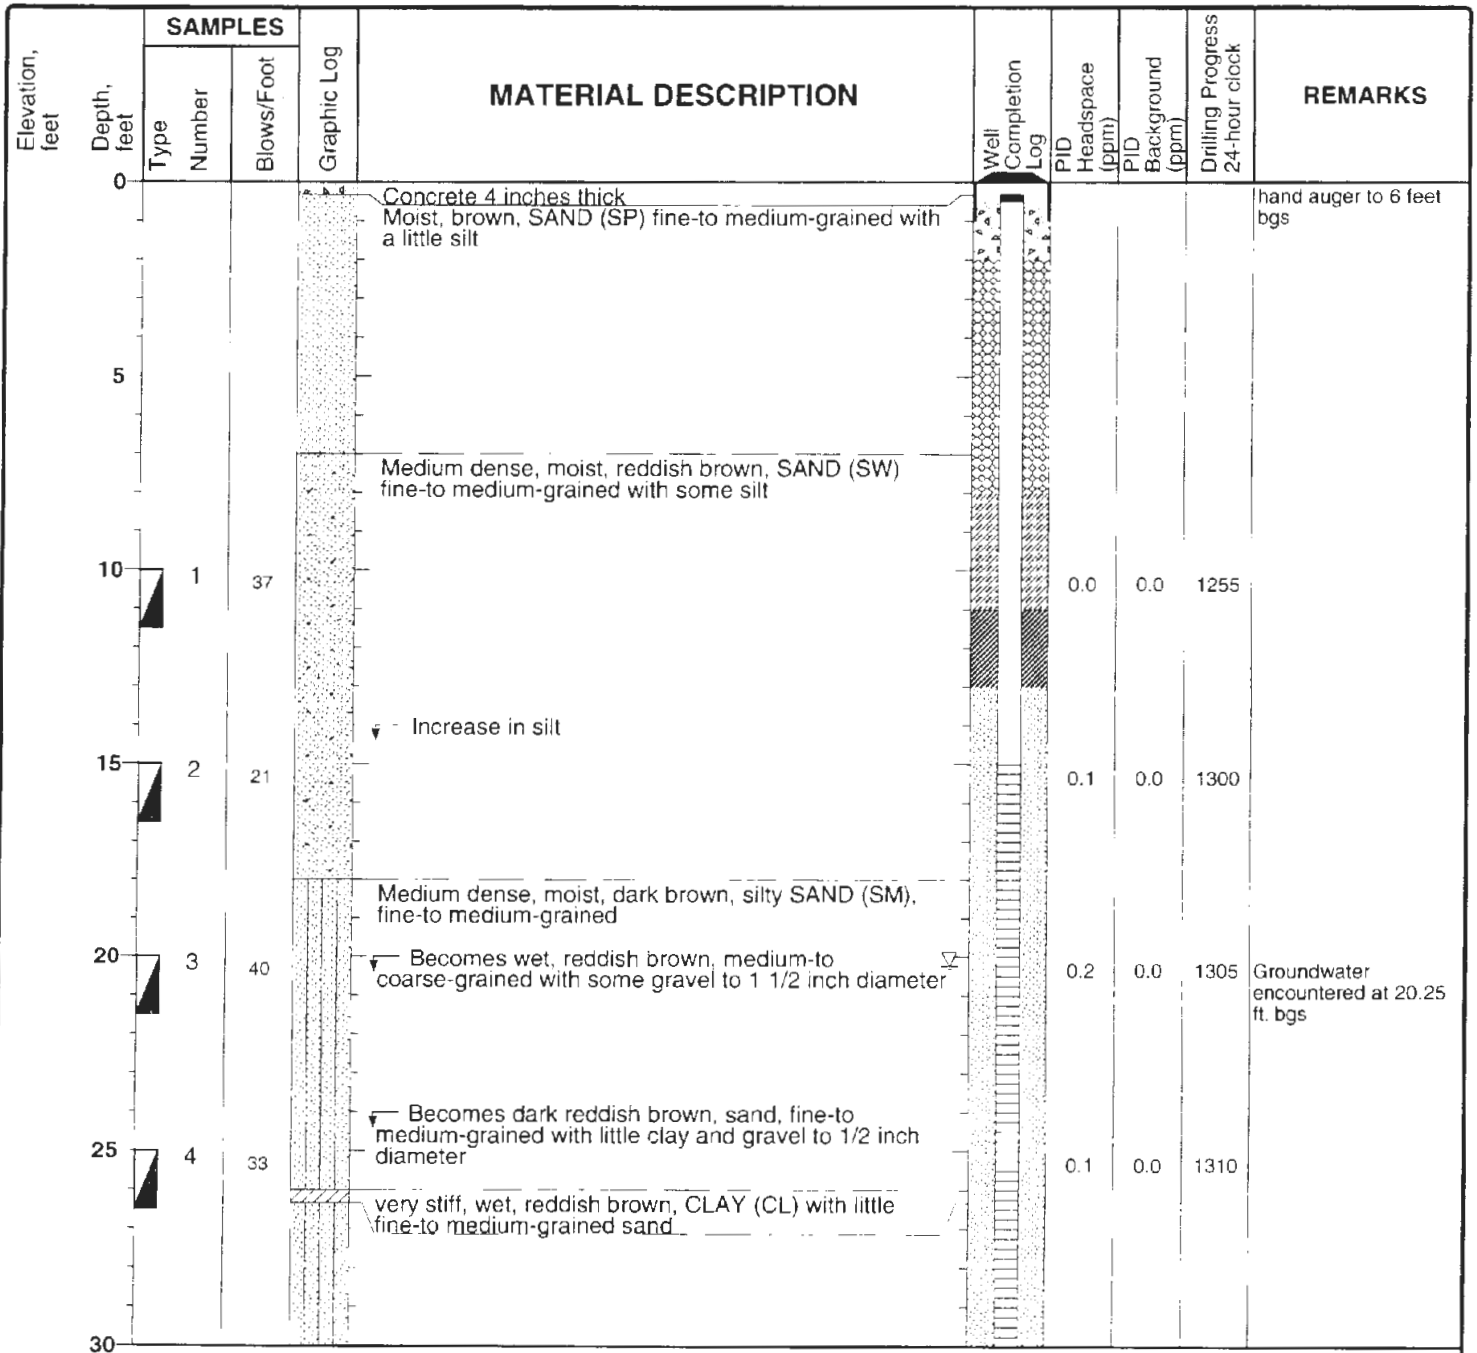 SAMPLES
Elevation,
feet
Depth,
feet
Type
Number
Blows/Foot
Graphic Log
MATERIAL DESCRIPTION
Well
Completion
Log
PID
Headspace
(ppm)
PID
Background
(ppm)
Drilling Progress
24-hour clock
REMARKS
0
Concrete 4 inches thick
hand auger to 6 feet
bgs
Moist, brown, SAND (SP) fine-to medium-grained with
a little silt
5
Medium dense, moist, reddish brown, SAND (SW)
fine-to medium-grained with some silt
10 1 37 0.0 0.0 1255
Increase in silt
15 2 21 0.1 0.0 1300
Medium dense, moist, dark brown, silty SAND (SM),
fine-to medium-grained
20 3 40
Becomes wet, reddish brown, medium-to
coarse-grained with some gravel to 1 1/2 inch diameter
0.2 0.0 1305
Groundwater
encountered at 20.25
ft. bgs
Becomes dark reddish brown, sand, fine-to
medium-grained with little clay and gravel to 1/2 inch
diameter
25 4 33 0.1 0.0 1310
very stiff, wet, reddish brown, CLAY (CL) with little
fine-to medium-grained sand
30